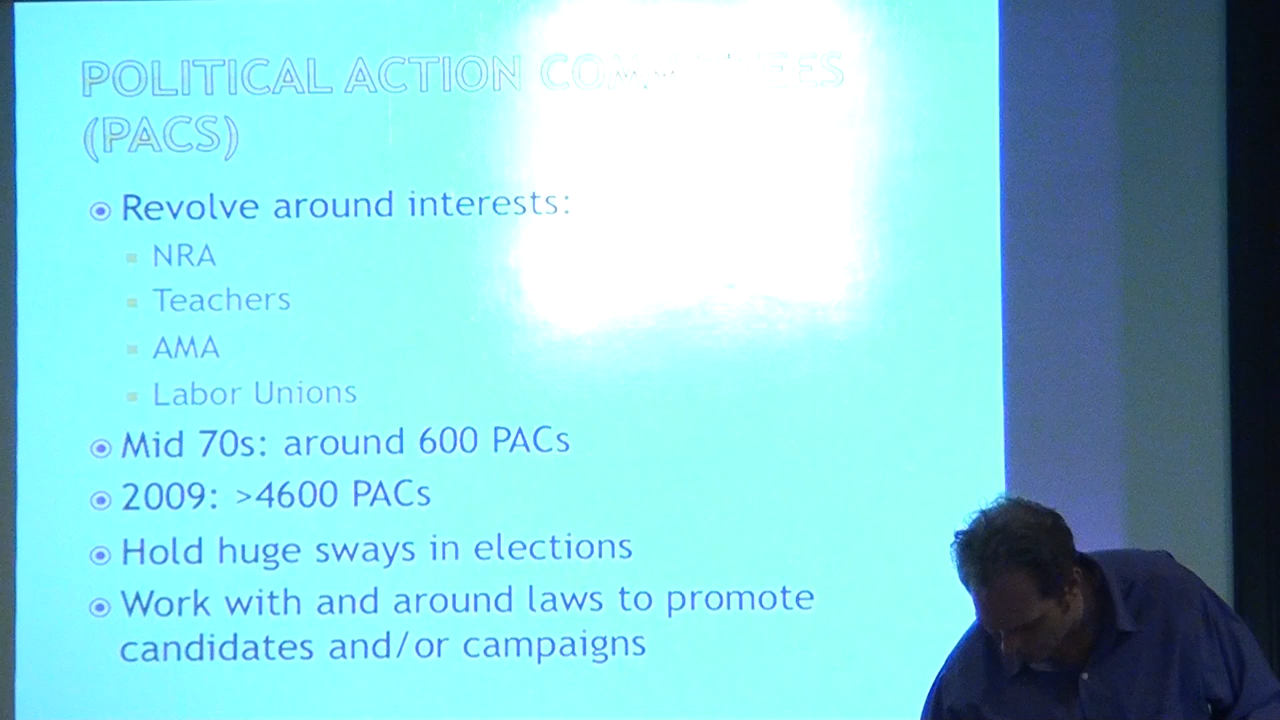 POLITICAL ACTION COMMITTEES
(PACS)
Revolve around interests:
NRA
Teachers
AMA
Labor Unions
Mid 70s: around 600 PACs
2009: >4600 PACs
Hold huge sways in elections
Work with and around laws to promote
candidates and/or campaigns